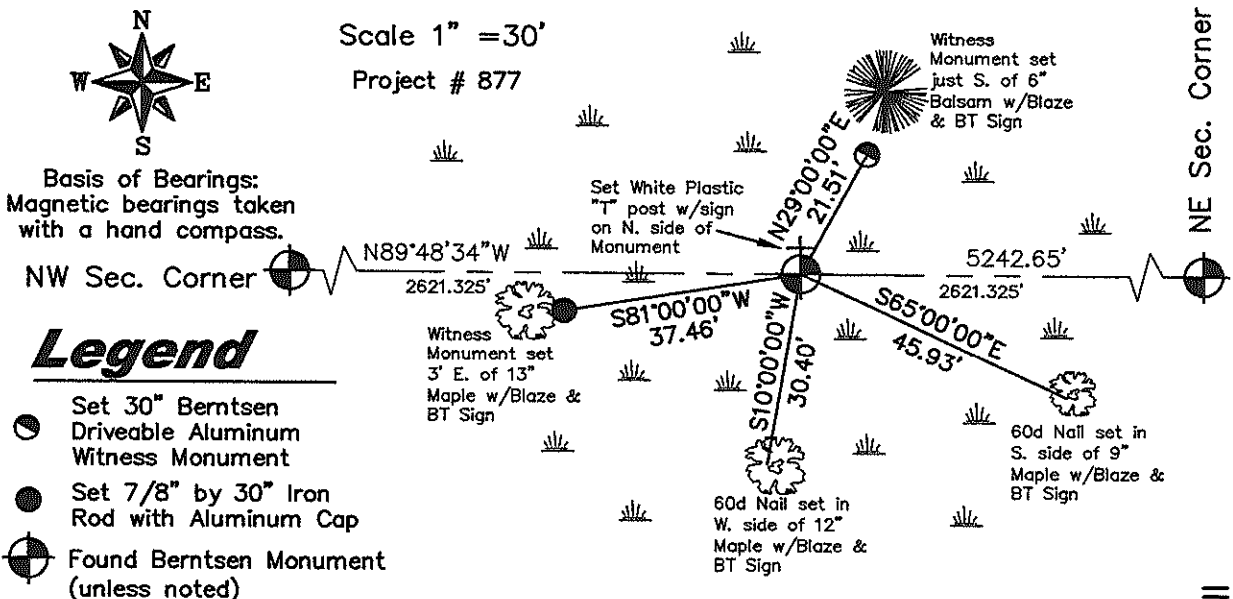 N
W E
S
Scale 1" =30'
Project # 877
Basis of Bearings:
Magnetic bearings taken
with a hand compass.
Witness
Monument set
just S. of 6"
Balsam w/Blaze
& BT Sign
NE Sec. Corner
Set White Plastic
"T" post w/sign
on N. side of
Monument
N29°00'00"E
21.51'
NW Sec. Corner
N89°48'34"W
2621.325'
5242.65'
2621.325'
S81°00'00"W
37.46'
Witness
Monument set
3' E. of 13"
Maple w/Blaze &
BT Sign
S10°00'00"W
30.40'
S65°00'00"E
45.93'
60d Nail set in
W. side of 12"
Maple w/Blaze &
BT Sign
60d Nail set in
S. side of 9"
Maple w/Blaze &
BT Sign
Legend
Set 30" Berntsen
Driveable Aluminum
Witness Monument
Set 7/8" by 30" Iron
Rod with Aluminum Cap
Found Berntsen Monument
(unless noted)